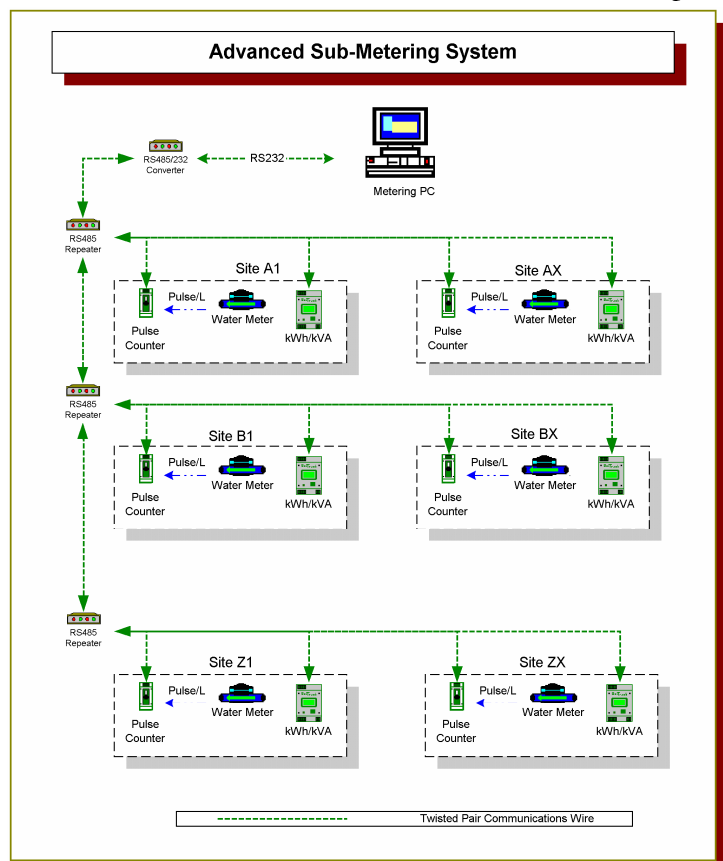 Advanced Sub-Metering System
RS485/232
Converter
RS232
Metering PC
RS485
Repeater
Site A1
Pulse/L
Pulse
Counter
Water Meter
kWh/kVA
Site AX
Pulse/L
Pulse
Counter
Water Meter
kWh/kVA
RS485
Repeater
Site B1
Pulse/L
Pulse
Counter
Water Meter
kWh/kVA
Site BX
Pulse/L
Pulse
Counter
Water Meter
kWh/kVA
RS485
Repeater
Site Z1
Pulse/L
Pulse
Counter
Water Meter
kWh/kVA
Site ZX
Pulse/L
Pulse
Counter
Water Meter
kWh/kVA
Twisted Pair Communications Wire